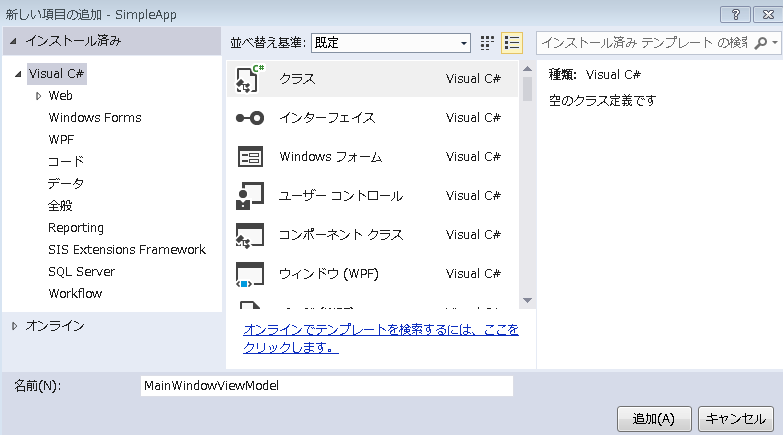 新しい項目の追加 - SimpleApp
インストール済み
並べ替え基準: 既定
インストール済み テンプレート の検索
Visual C#
Web
Windows Forms
WPF
コード
データ
全般
Reporting
SIS Extensions Framework
SQL Server
Workflow
オンライン
C# クラス Visual C#
インターフェイス Visual C#
Windows フォーム Visual C#
ユーザー コントロール Visual C#
コンポーネント クラス Visual C#
ウィンドウ (WPF) Visual C#
オンラインでテンプレートを検索するには、ここを
クリックします。
種類: Visual C#
空のクラス定義です
名前(N): MainWindowViewModel
追加(A) キャンセル